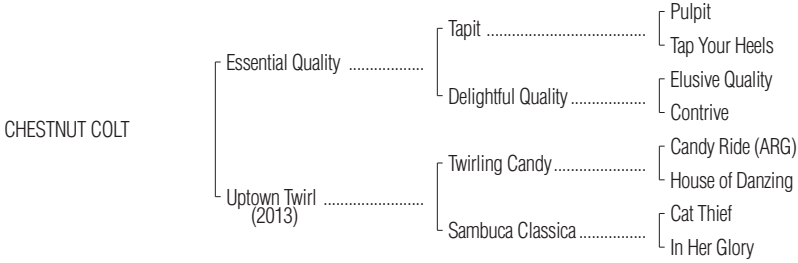 Pulpit
Tapit ......................................
Tap Your Heels
Essential Quality ..................
Elusive Quality
Delightful Quality...................
Contrive
CHESTNUT COLT
Candy Ride (ARG)
Twirling Candy......................
House of Danzing
Uptown Twirl ........................
(2013)
Cat Thief
Sambuca Classica................
In Her Glory